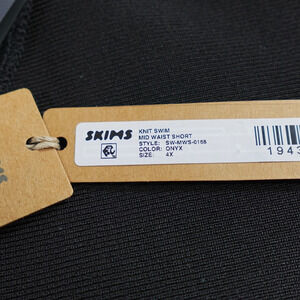 SKIMS
KNIT SWIM
MID WAIST SHORT
STYLE: SW-MWS-0158
COLOR: ONYX
SIZE: 4X
1943